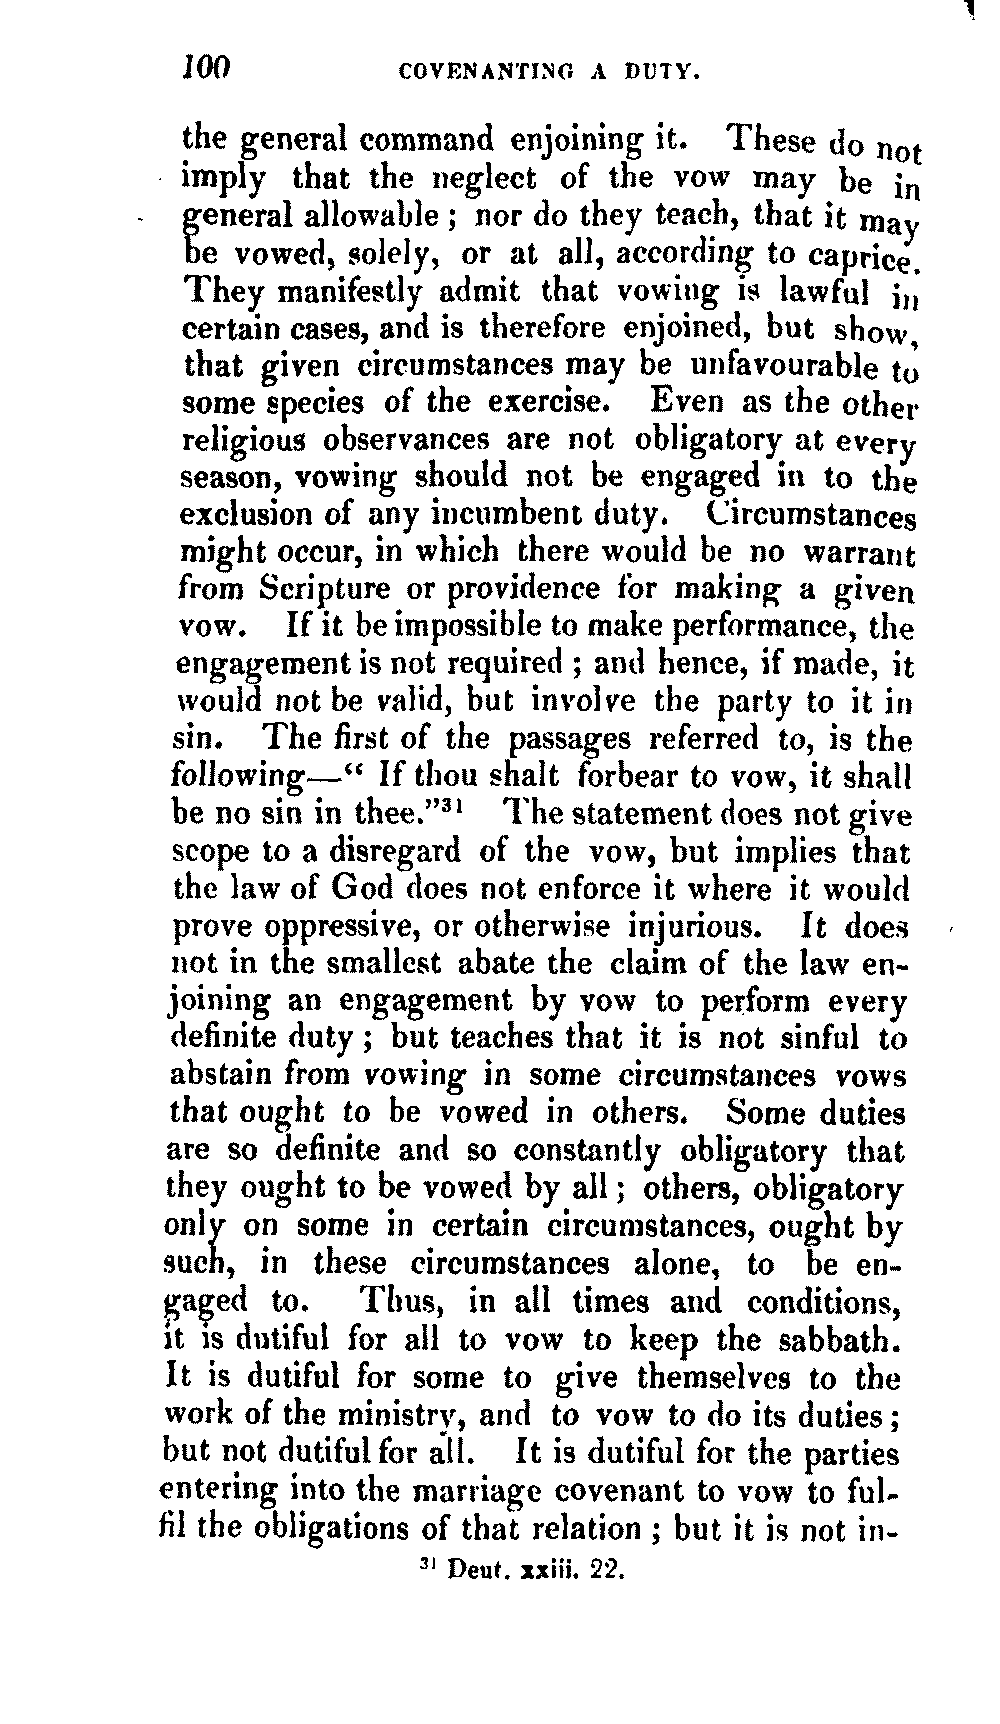 100 COVENANTING A DUTY.
the general command enjoining it. These do not
imply that the neglect of the vow may be in
general allowable ; nor do they teach, that it may
be vowed, solely, or at all, according to caprice.
They manifestly admit that vowing is lawful in
certain cases, and is therefore enjoined, but show,
that given circumstances may be unfavourable to
some species of the exercise. Even as the other
religious observances are not obligatory at every
season, vowing should not be engaged in to the
exclusion of any incumbent duty. Circumstances
might occur, in which there would be no warrant
from Scripture or providence for making a given
vow. If it be impossible to make performance, the
engagement is not required ; and hence, if made, it
would not be valid, but involve the party to it in
sin. The first of the passages referred to, is the
following—“ If thou shalt forbear to vow, it shall
be no sin in thee.”31 The statement does not give
scope to a disregard of the vow, but implies that
the law of God does not enforce it where it would
prove oppressive, or otherwise injurious. It does
not in the smallest abate the claim of the law en-
joining an engagement by vow to perform every
definite duty ; but teaches that it is not sinful to
abstain from vowing in some circumstances vows
that ought to be vowed in others. Some duties
are so definite and so constantly obligatory that
they ought to be vowed by all ; others, obligatory
only on some in certain circumstances, ought by
such, in these circumstances alone, to be en-
gaged to. Thus, in all times and conditions,
it is dutiful for all to vow to keep the sabbath.
It is dutiful for some to give themselves to the
work of the ministry, and to vow to do its duties ;
but not dutiful for all. It is dutiful for the parties
entering into the marriage covenant to vow to ful-
fil the obligations of that relation ; but it is not in-
31 Deut. xxiii. 22.